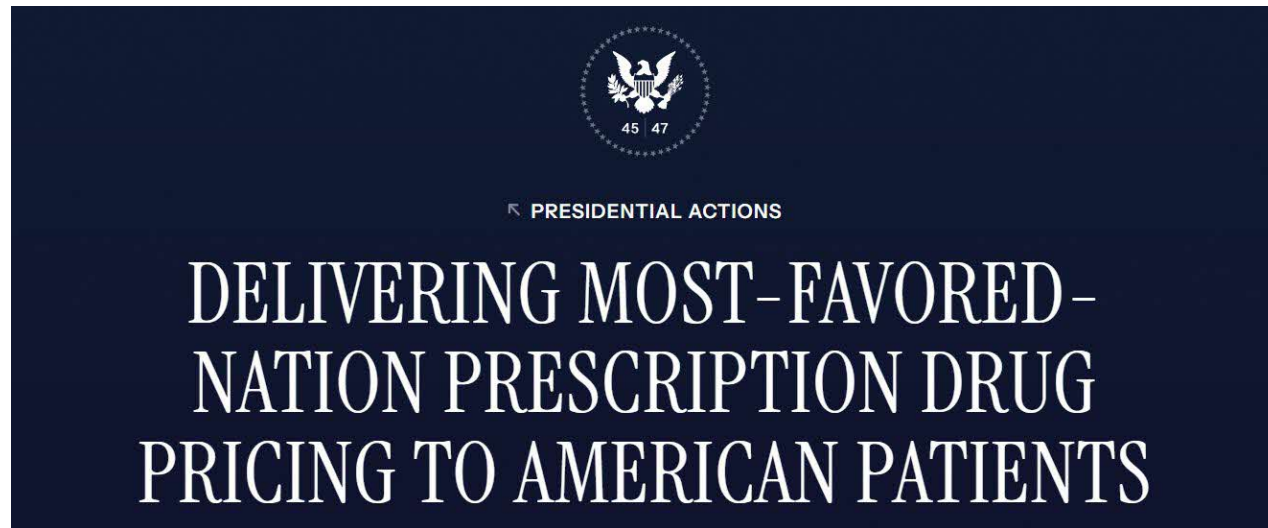 45 47
PRESIDENTIAL ACTIONS
DELIVERING MOST-FAVORED-
NATION PRESCRIPTION DRUG
PRICING TO AMERICAN PATIENTS